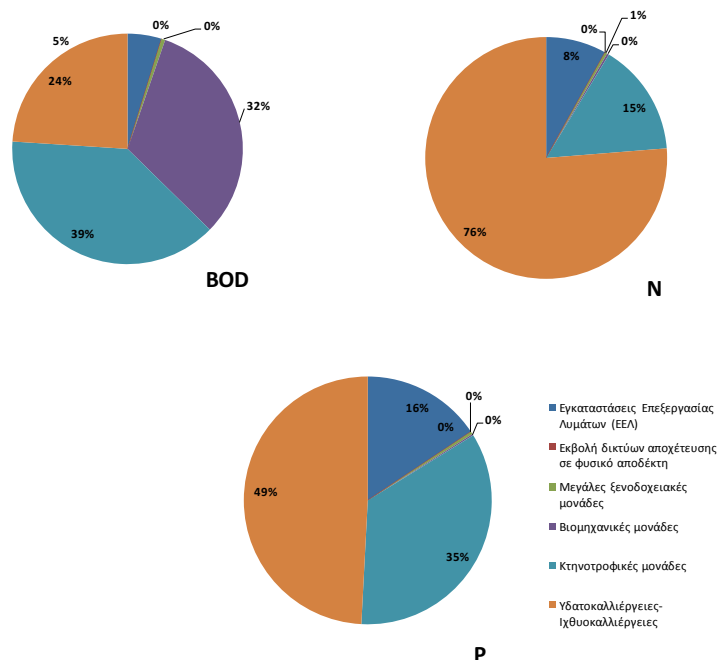 0%
0%
5%
24%
32%
39%
BOD
1%
0%
0%
8%
15%
76%
N
0%
16%
0%
0%
49%
35%
P
Εγκαταστάσεις Επεξεργασίας
Λυμάτων (ΕΕΛ)
Εκβολή δικτύων αποχέτευσης
σε φυσικό αποδέκτη
Μεγάλες ξενοδοχειακές
μονάδες
Βιομηχανικές μονάδες
Κτηνοτροφικές μονάδες
Υδατοκαλλιέργειες-
Ιχθυοκαλλιέργειες